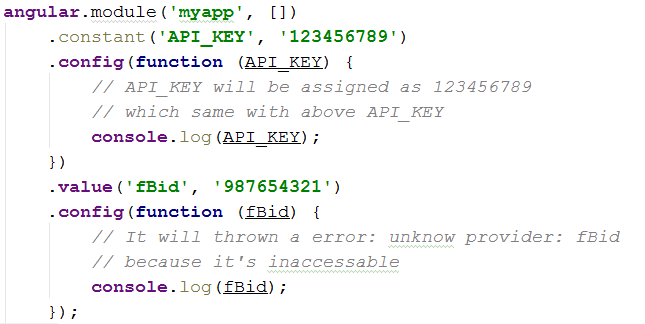 angular.module('myapp', [])
.constant('API_KEY', '123456789')
.config(function (API_KEY) {
// API_KEY will be assigned as 123456789
// which same with above API_KEY
console.log(API_KEY);
})
.value('fBid', '987654321')
.config(function (fBid) {
// It will thrown a error: unknow provider: fBid
// because it's inaccessable
console.log(fBid);
});